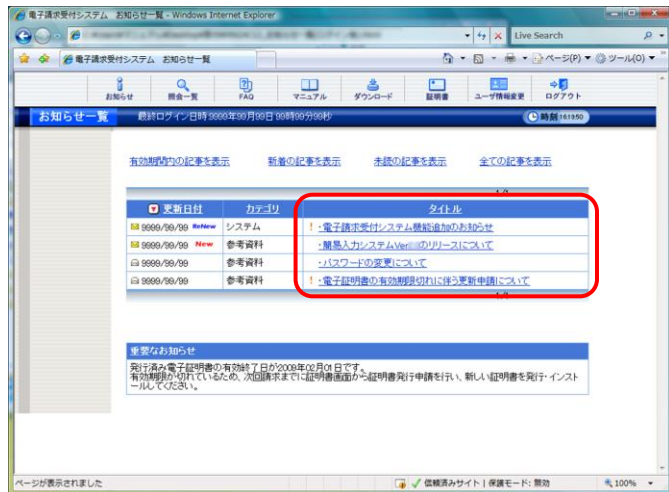 電子請求受付システム お知らせ一覧 - Windows Internet Explorer
Live Search
電子請求受付システム お知らせ一覧
ページ(P) ツール(O)
お知らせ 照会一覧 FAQ マニュアル ダウンロード 証明書 ユーザ情報変更 ログアウト
お知らせ一覧 最終ログイン日時:9999年99月99日 99時99分99秒 時刻 16:19:50
有効期間内の記事を表示 新着の記事を表示 未読の記事を表示 全ての記事を表示
更新日付 カテゴリ タイトル
9999/99/99 ReNew システム ! ・電子請求受付システム機能追加のお知らせ
9999/99/99 New 参考資料 ・簡易入力システムVer のリリースについて
9999/99/99 参考資料 ・パスワードの変更について
9999/99/99 参考資料 ! ・電子証明書の有効期限切れに伴う更新申請について
重要なお知らせ
発行済み電子証明書の有効終了日が2009年02月01日です。
有効期限が切れているため、次回請求までに証明書画面から証明書発行申請を行い、新しい証明書を発行・インスト
ールしてください。
ページが表示されました 信頼済みサイト | 保護モード: 無効 100%